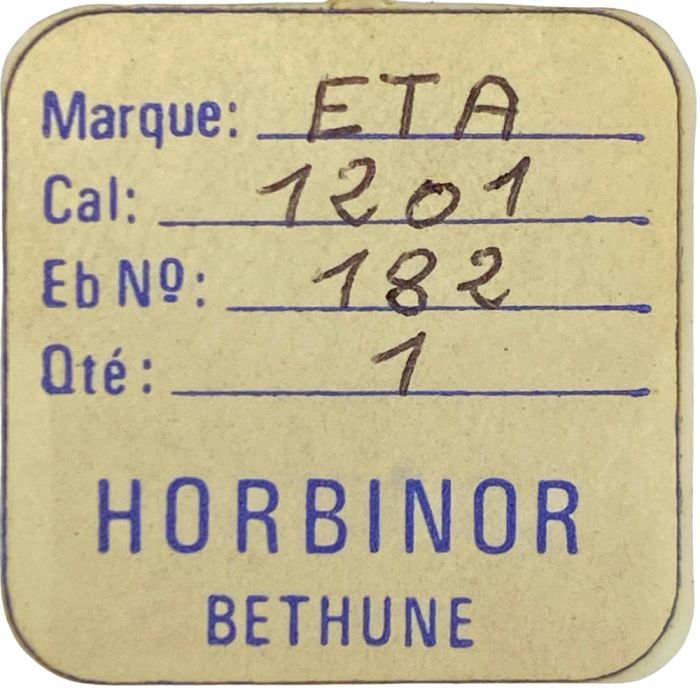 Marque: ETA
Cal: 1201
Eb Nº: 182
Qté: 1
HORBINOR
BETHUNE